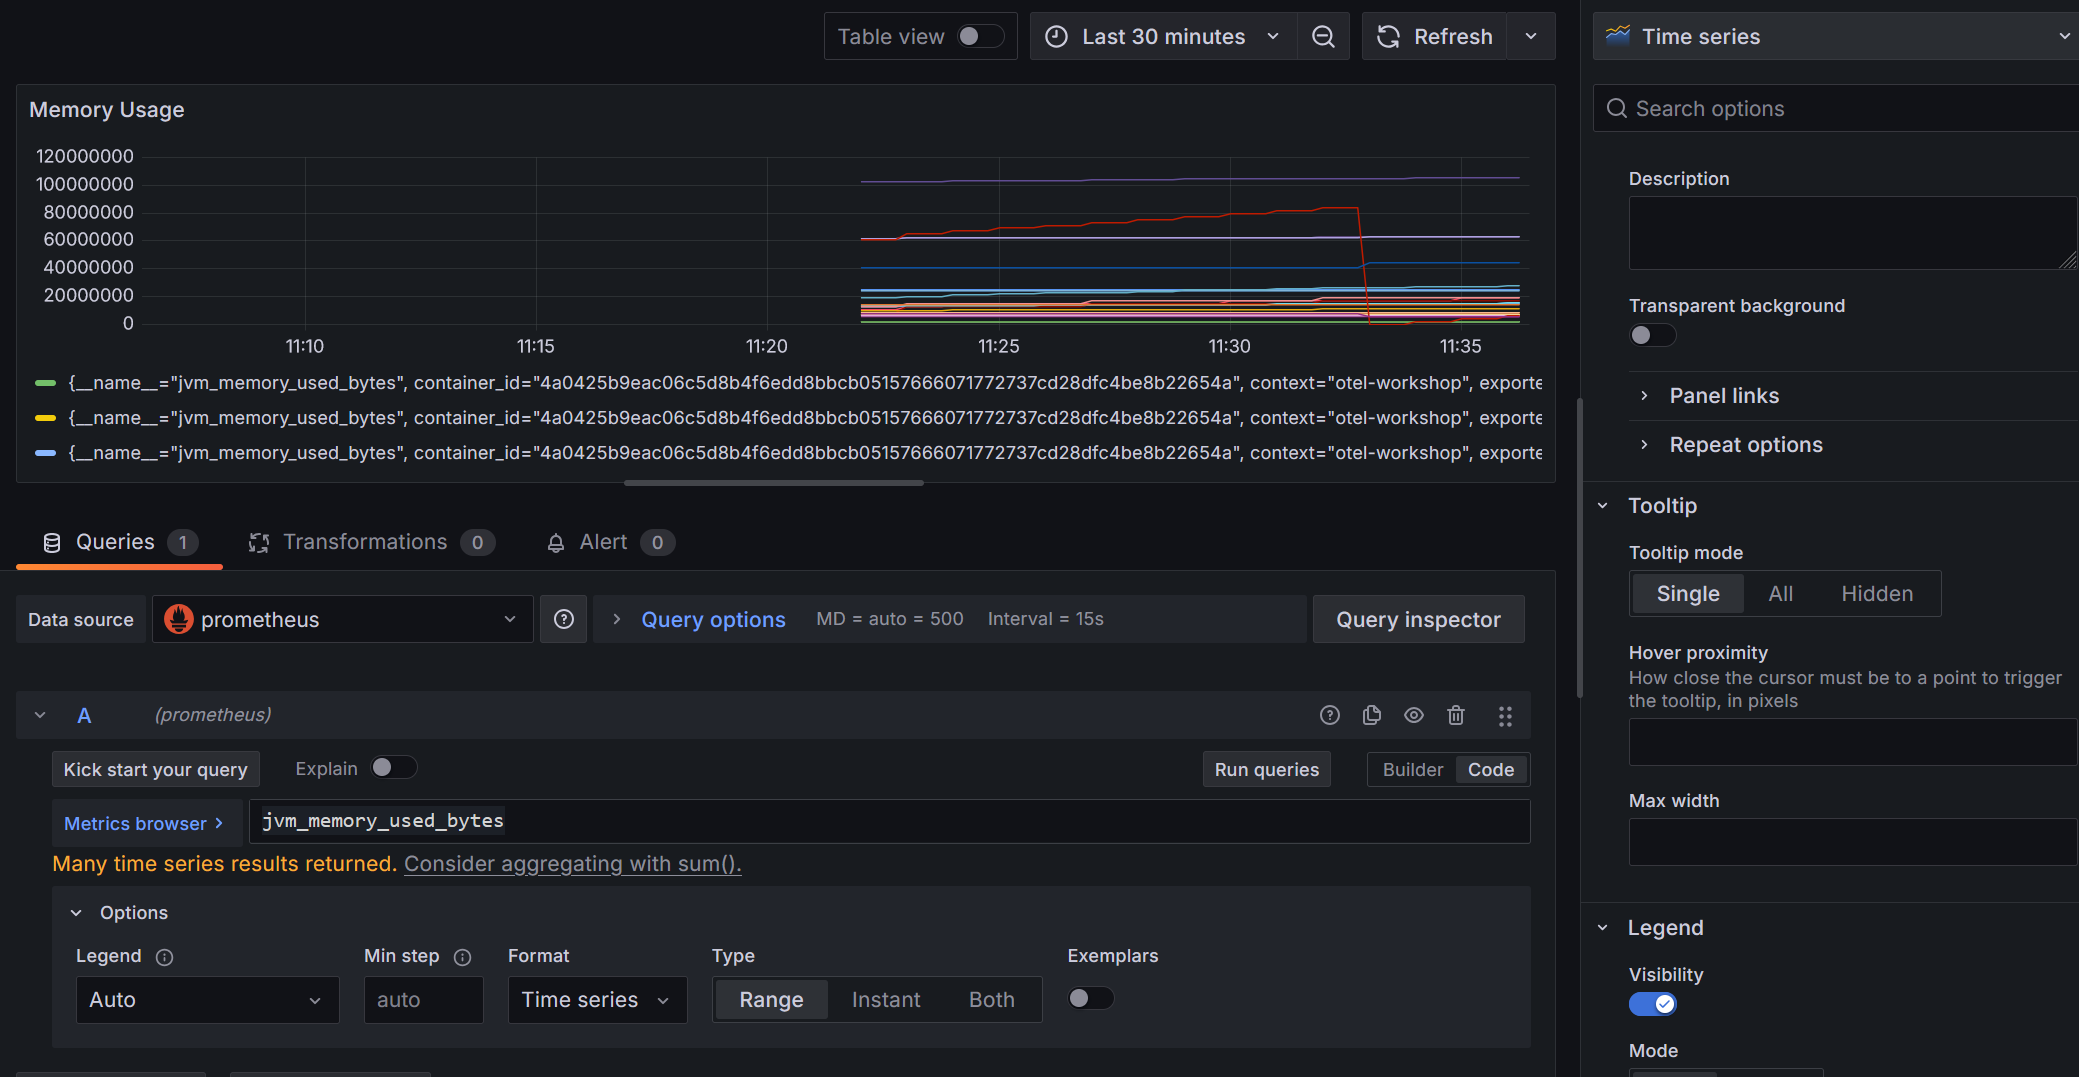 Table view
Last 30 minutes
Refresh
Time series
Search options
Memory Usage
120000000
100000000
80000000
60000000
40000000
20000000
0
11:10
11:15
11:20
11:25
11:30
11:35
{__name__="jvm_memory_used_bytes", container_id="4a0425b9eac06c5d8b4f6edd8bbcb05157666071772737cd28dfc4be8b22654a", context="otel-workshop", exporte
{__name__="jvm_memory_used_bytes", container_id="4a0425b9eac06c5d8b4f6edd8bbcb05157666071772737cd28dfc4be8b22654a", context="otel-workshop", exporte
{__name__="jvm_memory_used_bytes", container_id="4a0425b9eac06c5d8b4f6edd8bbcb05157666071772737cd28dfc4be8b22654a", context="otel-workshop", exporte
Queries 1
Transformations 0
Alert 0
Data source
prometheus
Query options
MD = auto = 500
Interval = 15s
Query inspector
A
(prometheus)
Kick start your query
Explain
Run queries
Builder
Code
Metrics browser
jvm_memory_used_bytes
Many time series results returned. Consider aggregating with sum().
Options
Legend
Min step
Format
Type
Exemplars
Auto
auto
Time series
Range
Instant
Both
Description
Transparent background
Panel links
Repeat options
Tooltip
Tooltip mode
Single
All
Hidden
Hover proximity
How close the cursor must be to a point to trigger
the tooltip, in pixels
Max width
Legend
Visibility
Mode